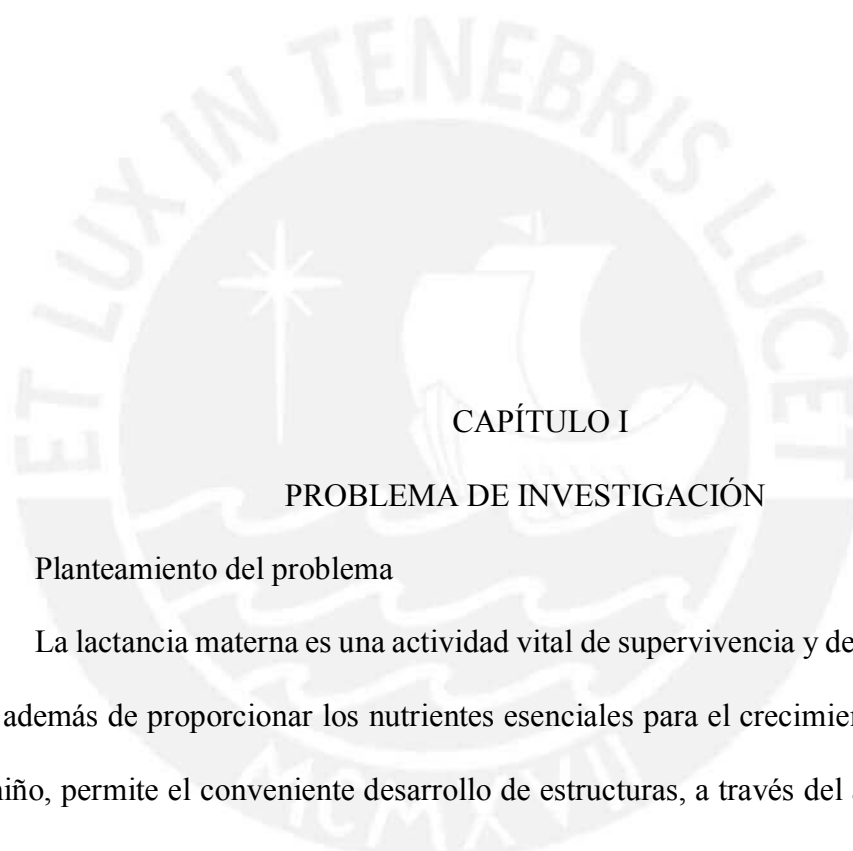 ET LUX IN TENEBRIS LUCET
CAPÍTULO I
PROBLEMA DE INVESTIGACIÓN
Planteamiento del problema
La lactancia materna es una actividad vital de supervivencia y de
además de proporcionar los nutrientes esenciales para el
permite el conveniente desarrollo de estructuras, a través del
MCMXVII